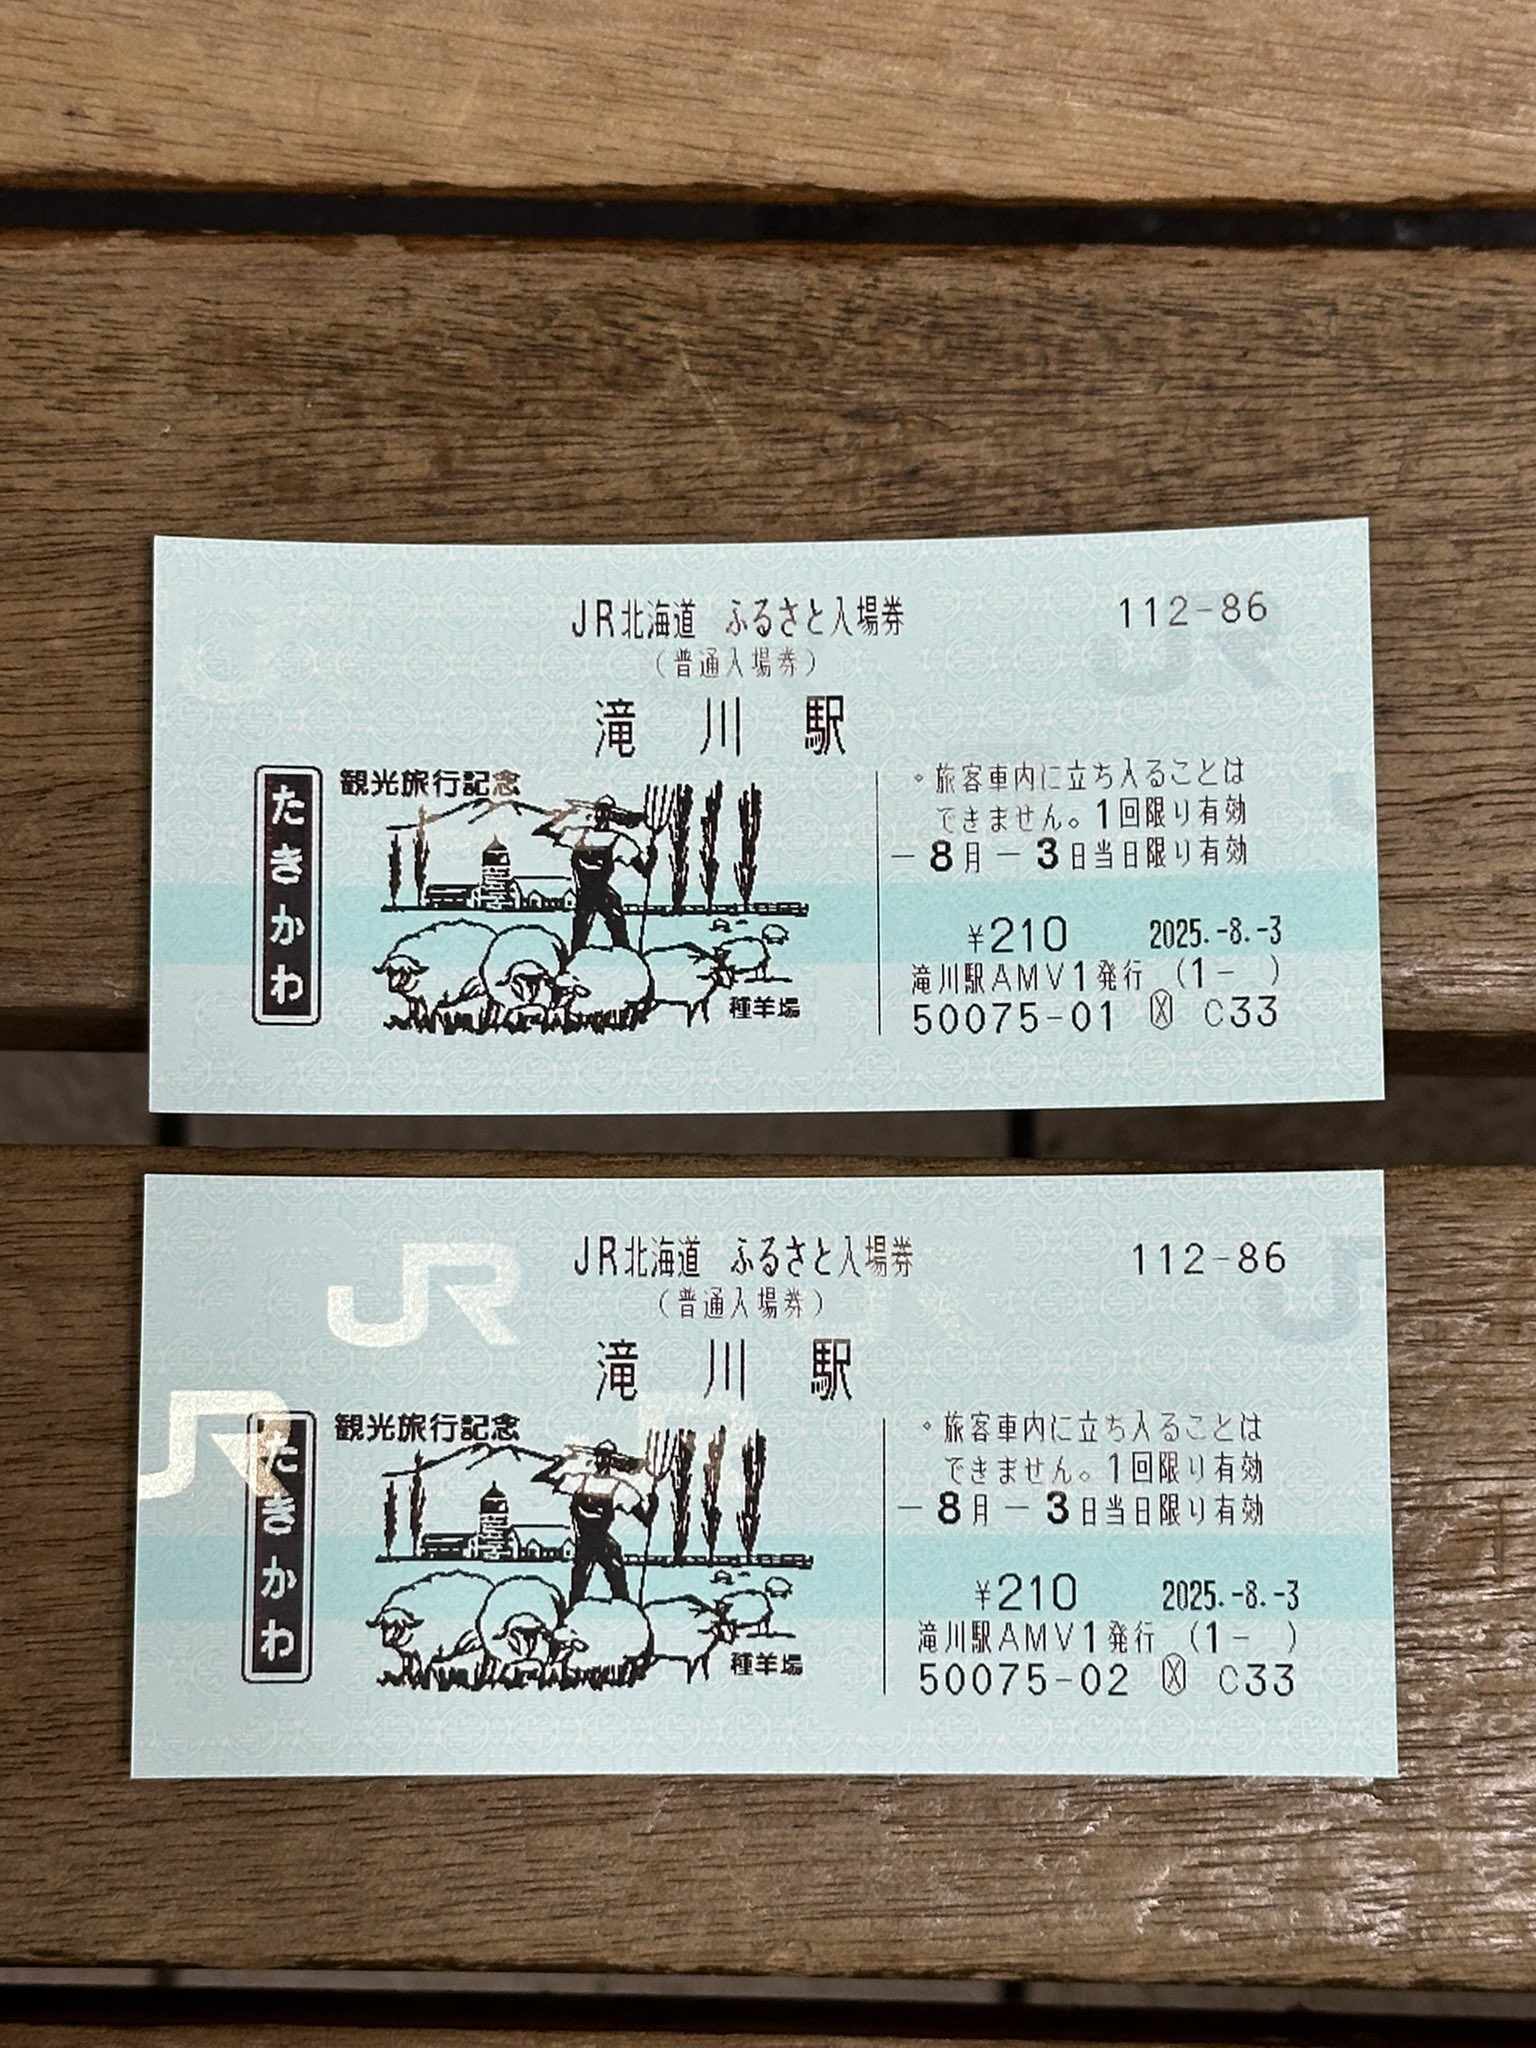 JR北海道 ふるさと入場券
112-86
(普通入場券)
滝川駅
たきかわ
観光旅行記念
種羊場
。旅客車内に立ち入ることは
できません。1回限り有効
-8月-3日当日限り有効
¥210 2025.-8.-3
滝川駅AMV1発行 (1- )
50075-01 Ⓧ C33
JR北海道 ふるさと入場券
112-86
(普通入場券)
滝川駅
JR
JR
たきかわ
観光旅行記念
種羊場
。旅客車内に立ち入ることは
できません。1回限り有効
-8月-3日当日限り有効
¥210 2025.-8.-3
滝川駅AMV1発行 (1- )
50075-02 Ⓧ C33